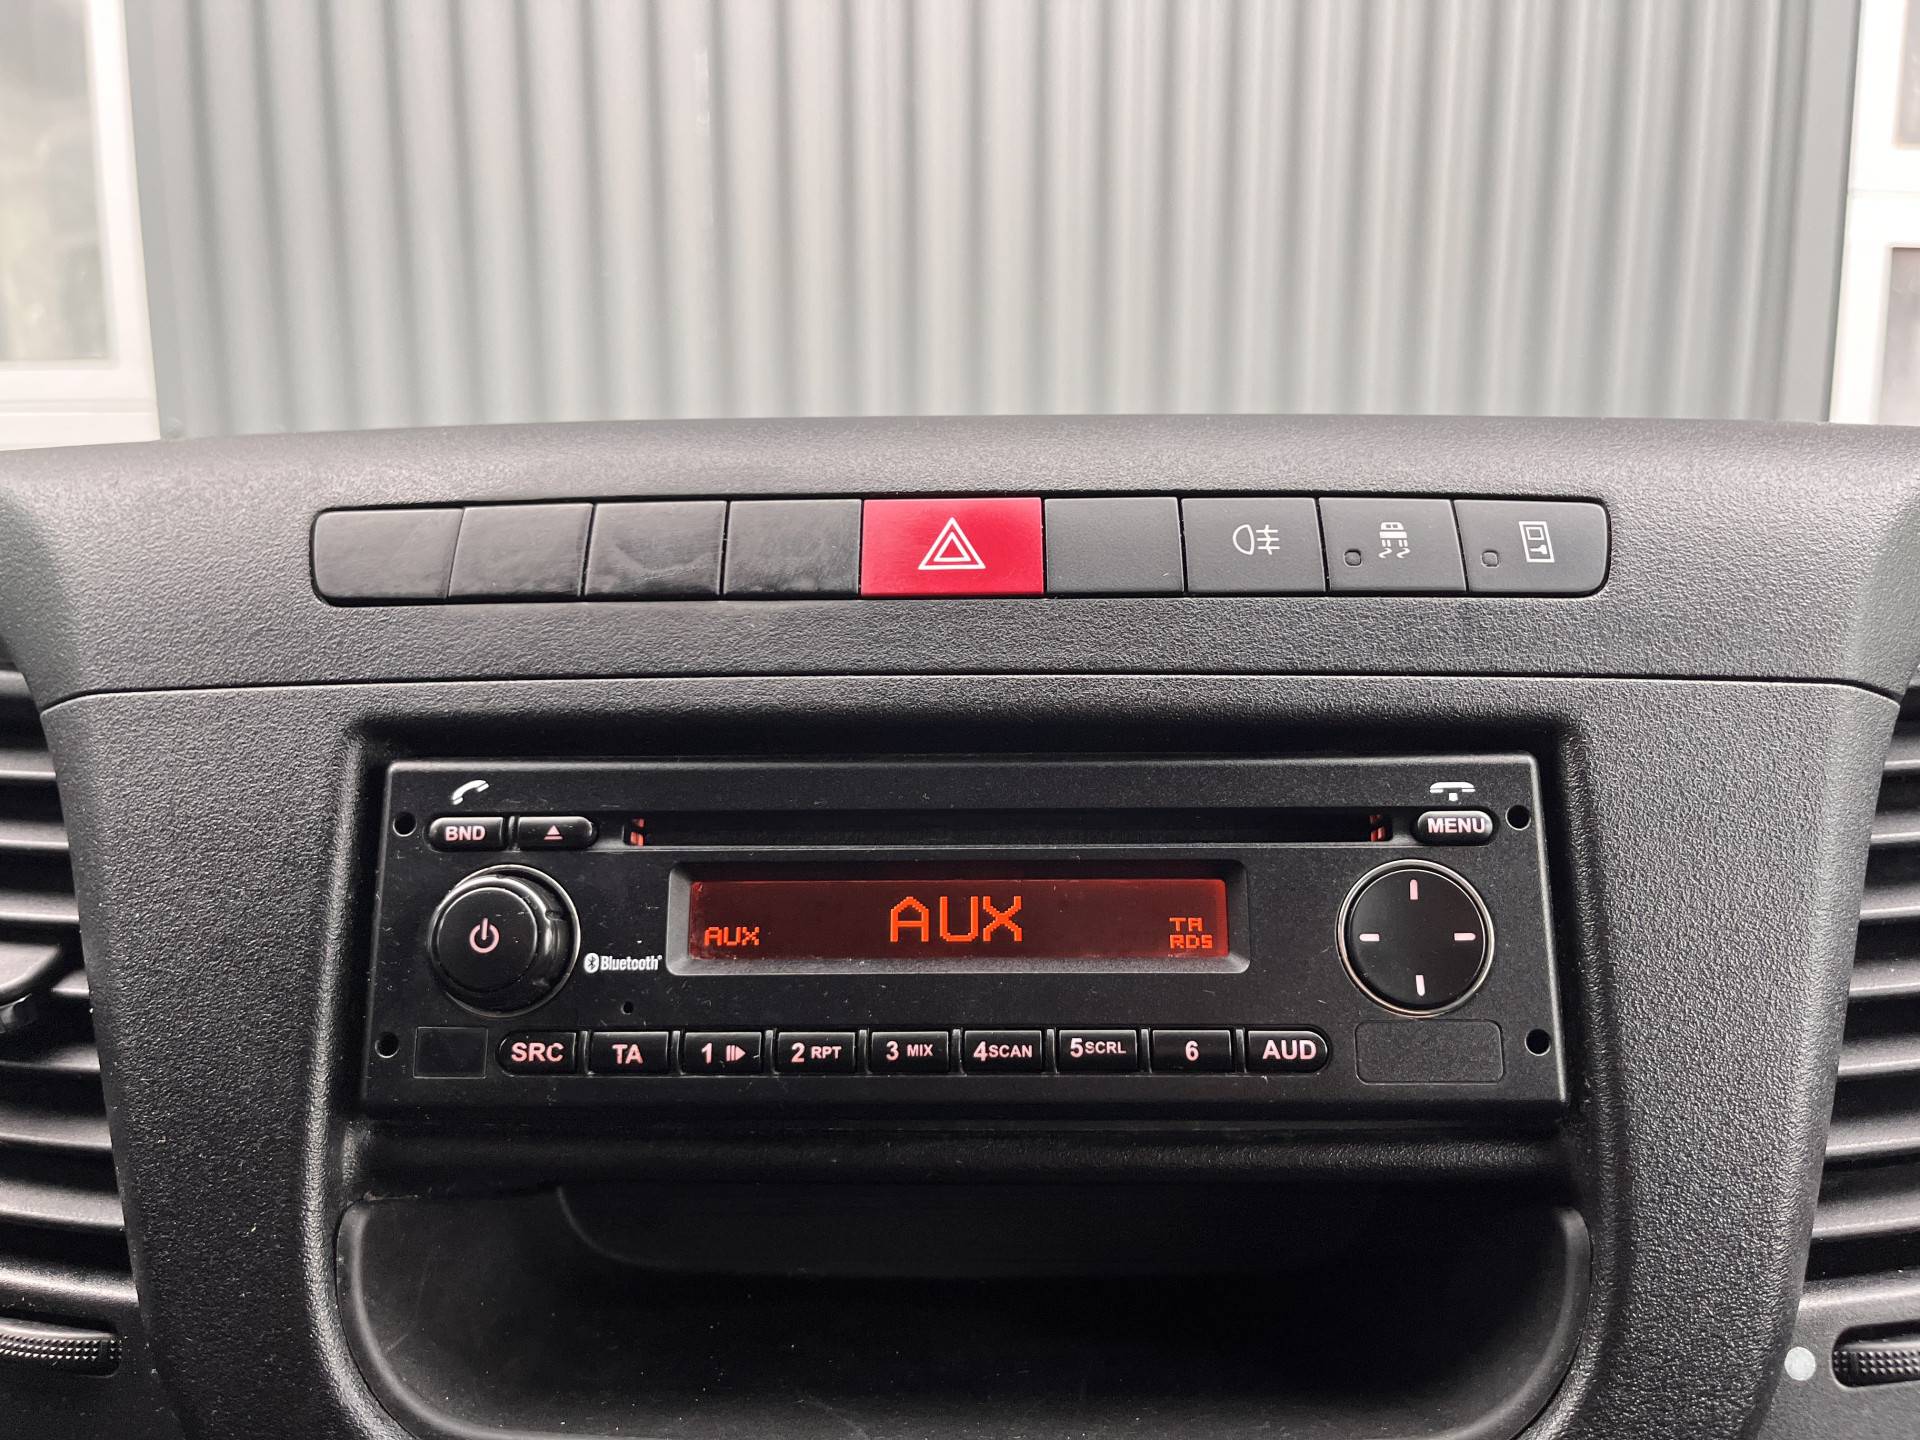 BND
MENU
AUX
AUX
TA
RDS
Bluetooth®
SRC
TA
1
2 RPT
3 MIX
4SCAN
5SCRL
6
AUD